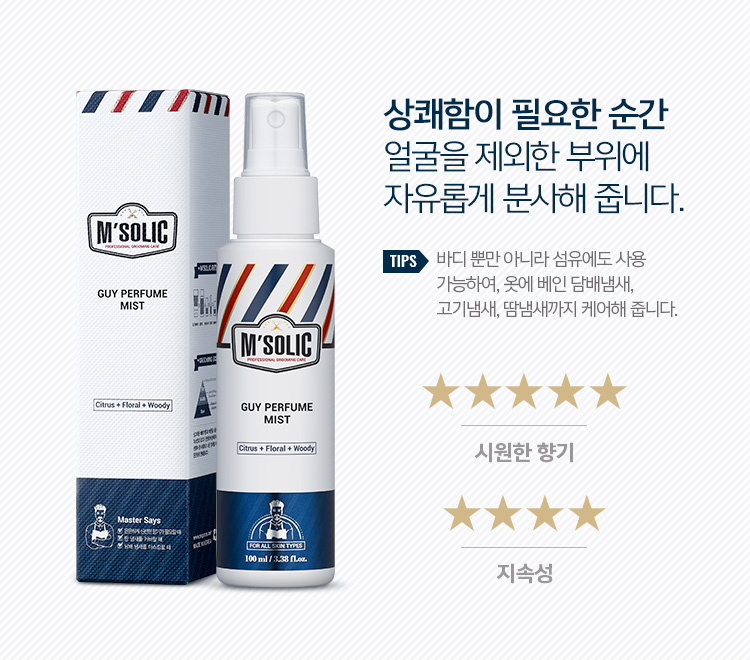 상쾌함이 필요한 순간
얼굴을 제외한 부위에
자유롭게 분사해 줍니다.
TIPS
바디 뿐만 아니라 섬유에도 사용
가능하여, 옷에 베인 담배냄새,
고기냄새, 땀냄새까지 케어해 줍니다.
시원한 향기
지속성
M'SOLIC
PROFESSIONAL GROOMING CARE
GUY PERFUME
MIST
Citrus + Floral + Woody
Master Says
M'SOLIC
PROFESSIONAL GROOMING CARE
GUY PERFUME
MIST
Citrus + Floral + Woody
FOR ALL SKIN TYPES
100 ml / 3.38 fl.oz.